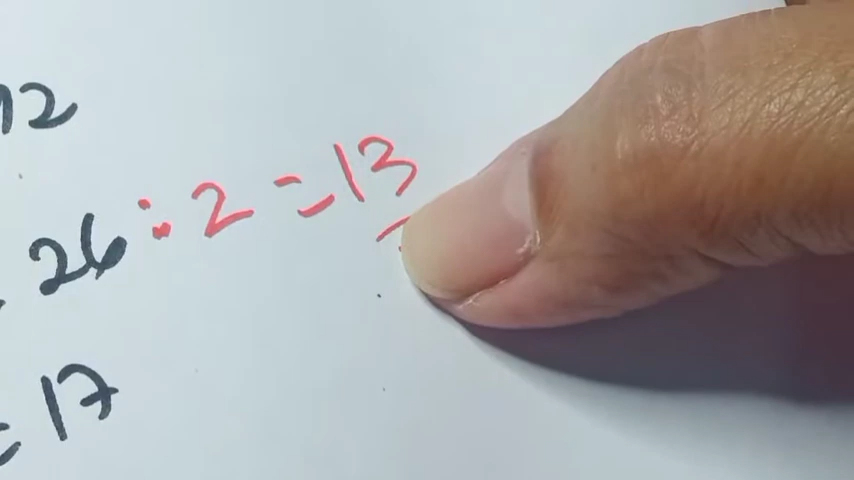 12
26 : 2 = 13
= 17